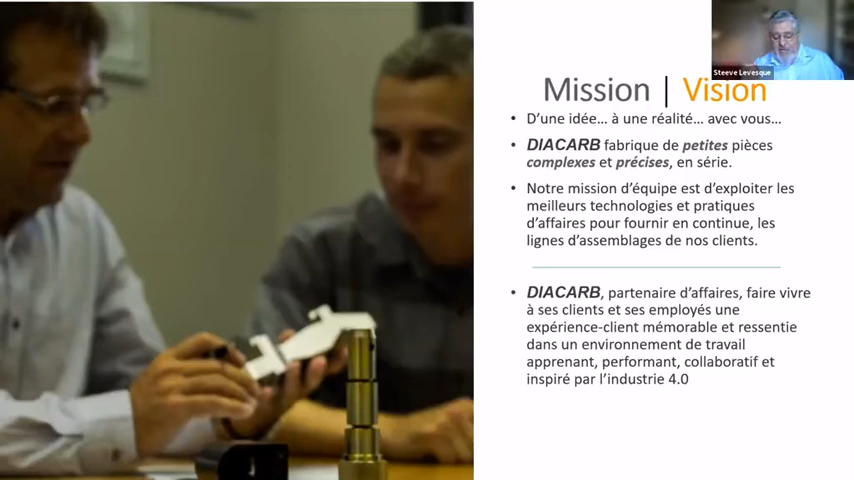 Steeve Levesque
Mission | Vision
• D’une idée… à une réalité… avec vous…
• DIACARB fabrique de petites pièces
complexes et précises, en série.
• Notre mission d’équipe est d’exploiter les
meilleurs technologies et pratiques
d’affaires pour fournir en continue, les
lignes d’assemblages de nos clients.
• DIACARB, partenaire d’affaires, faire vivre
à ses clients et ses employés une
expérience-client mémorable et ressentie
dans un environnement de travail
apprenant, performant, collaboratif et
inspiré par l’industrie 4.0